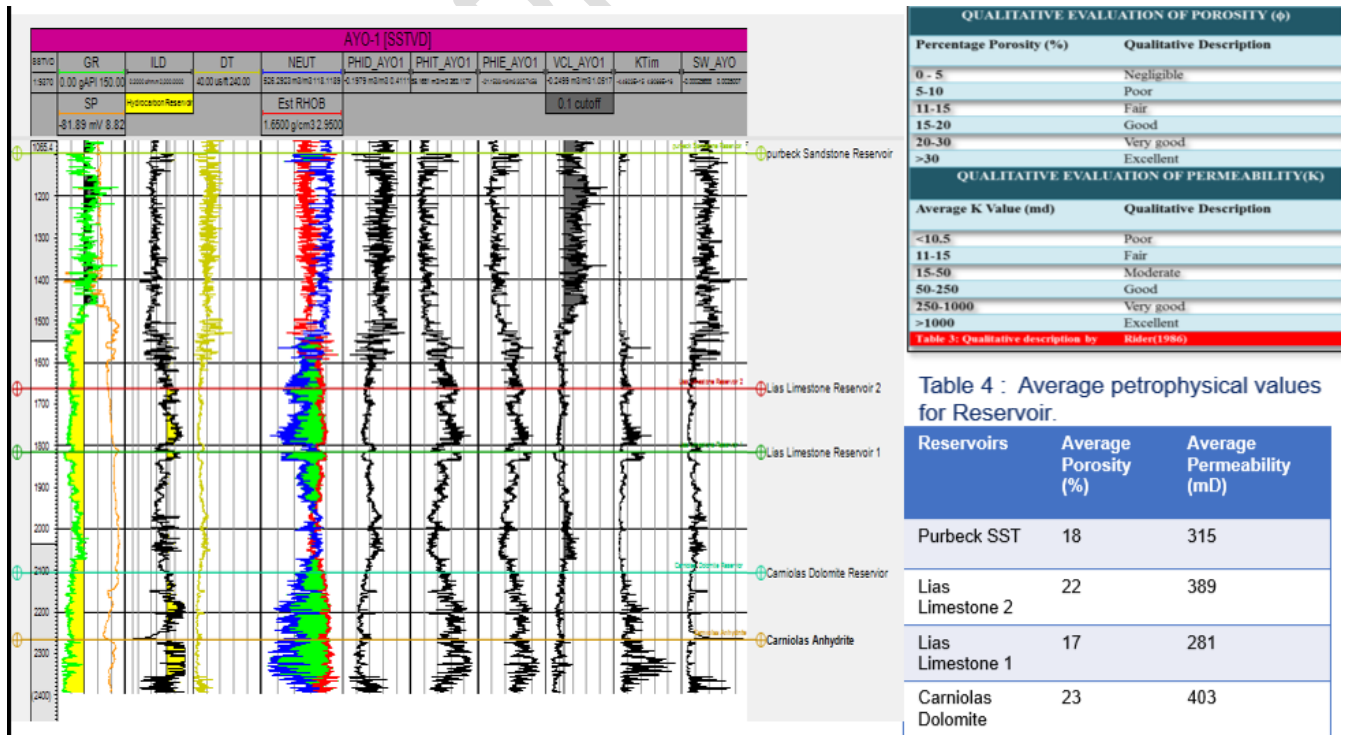 AYO-1 [SSTVD]
SSTVD GR ILD DT NEUT PHID_AYO1 PHIT_AYO1 PHIE_AYO1 VCL_AYO1 KTim SW_AYO
0.00 gAPI 150.00 40.00 us/ft 240.00
SP Hydrocarbon Reservoir Est RHOB 0.1 cutoff
-81.89 mV 8.82 1.6500 g/cm3 2.9500
1065.4
1200
1300
1400
1500
1600
1700
1800
1900
2000
2100
2200
2300
(2400)
purbeck Sandstone Reservoir
Lias Limestone Reservoir 2
Lias Limestone Reservoir 1
Carniolas Dolomite Reservior
Carniolas Anhydrite
QUALITATIVE EVALUATION OF POROSITY (ϕ)
Percentage Porosity (%) Qualitative Description
0 - 5 Negligible
5-10 Poor
11-15 Fair
15-20 Good
20-30 Very good
>30 Excellent
QUALITATIVE EVALUATION OF PERMEABILITY(K)
Average K Value (md) Qualitative Description
<10.5 Poor
11-15 Fair
15-50 Moderate
50-250 Good
250-1000 Very good
>1000 Excellent
Table 3: Qualitative description by Rider(1986)
Table 4 : Average petrophysical values
for Reservoir.
Reservoirs Average Porosity (%) Average Permeability (mD)
Purbeck SST 18 315
Lias Limestone 2 22 389
Lias Limestone 1 17 281
Carniolas Dolomite 23 403